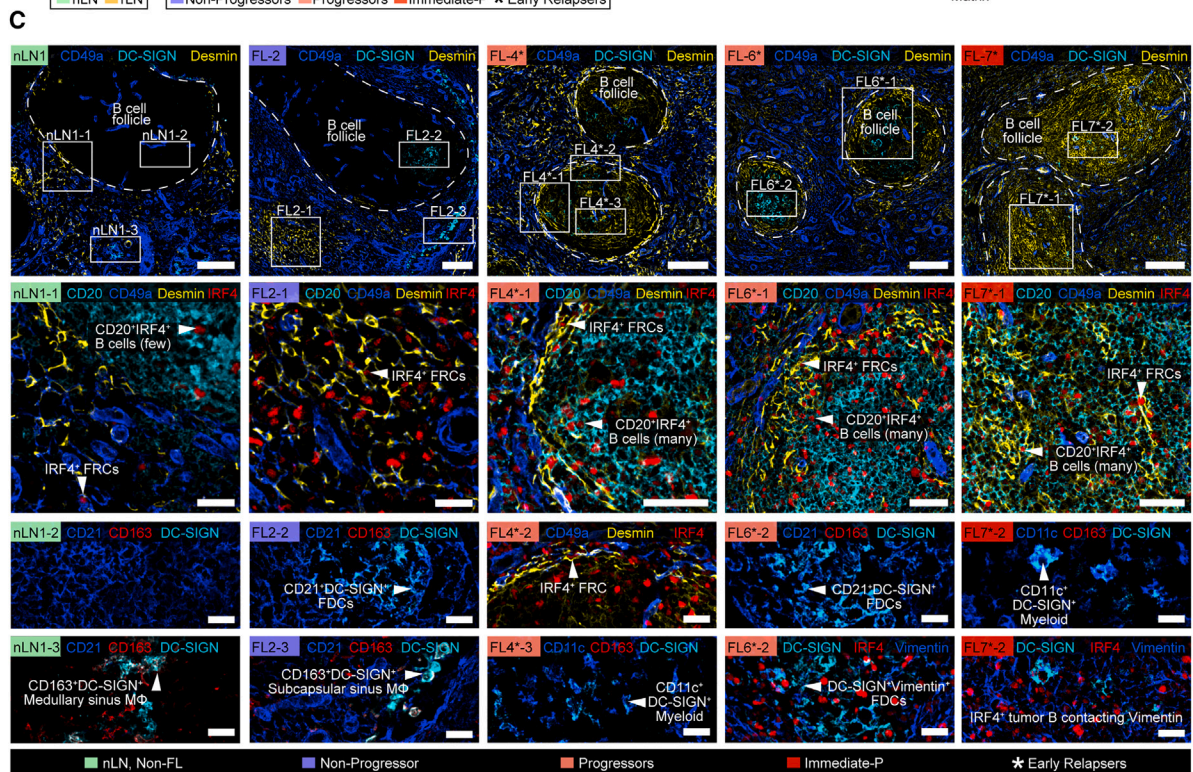 nLN rLN Non-Progressors Progressors Immediate-P * Early Relapsers
C
nLN1 CD49a DC-SIGN Desmin
B cell
follicle
nLN1-1
nLN1-2
nLN1-3
FL-2 CD49a DC-SIGN Desmin
B cell
follicle
FL2-2
FL2-1
FL2-3
FL-4* CD49a DC-SIGN Desmin
B cell
follicle
FL4*-2
FL4*-1
FL4*-3
FL-6* CD49a DC-SIGN Desmin
FL6*-1
B cell
follicle
FL6*-2
FL-7* CD49a DC-SIGN Desmin
B cell
follicle
FL7*-2
FL7*-1
nLN1-1 CD20 CD49a Desmin IRF4
CD20+IRF4+
B cells (few)
IRF4+ FRCs
FL2-1 CD20 CD49a Desmin IRF4
IRF4+ FRCs
FL4*-1 CD20 CD49a Desmin IRF4
IRF4+ FRCs
CD20+IRF4+
B cells (many)
FL6*-1 CD20 CD49a Desmin IRF4
IRF4+ FRCs
CD20+IRF4+
B cells (many)
FL7*-1 CD20 CD49a Desmin IRF4
IRF4+ FRCs
CD20+IRF4+
B cells (many)
nLN1-2 CD21 CD163 DC-SIGN
FL2-2 CD21 CD163 DC-SIGN
CD21+DC-SIGN+
FDCs
FL4*-2 CD49a Desmin IRF4
IRF4+ FRC
FL6*-2 CD21 CD163 DC-SIGN
CD21+DC-SIGN+
FDCs
FL7*-2 CD11c CD163 DC-SIGN
CD11c+
DC-SIGN+
Myeloid
nLN1-3 CD21 CD163 DC-SIGN
CD163+DC-SIGN+
Medullary sinus MΦ
FL2-3 CD21 CD163 DC-SIGN
CD163+DC-SIGN+
Subcapsular sinus MΦ
FL4*-3 CD11c CD163 DC-SIGN
CD11c+
DC-SIGN+
Myeloid
FL6*-2 DC-SIGN IRF4 Vimentin
DC-SIGN+Vimentin+
FDCs
FL7*-2 DC-SIGN IRF4 Vimentin
IRF4+ tumor B contacting Vimentin
nLN, Non-FL Non-Progressor Progressors Immediate-P * Early Relapsers